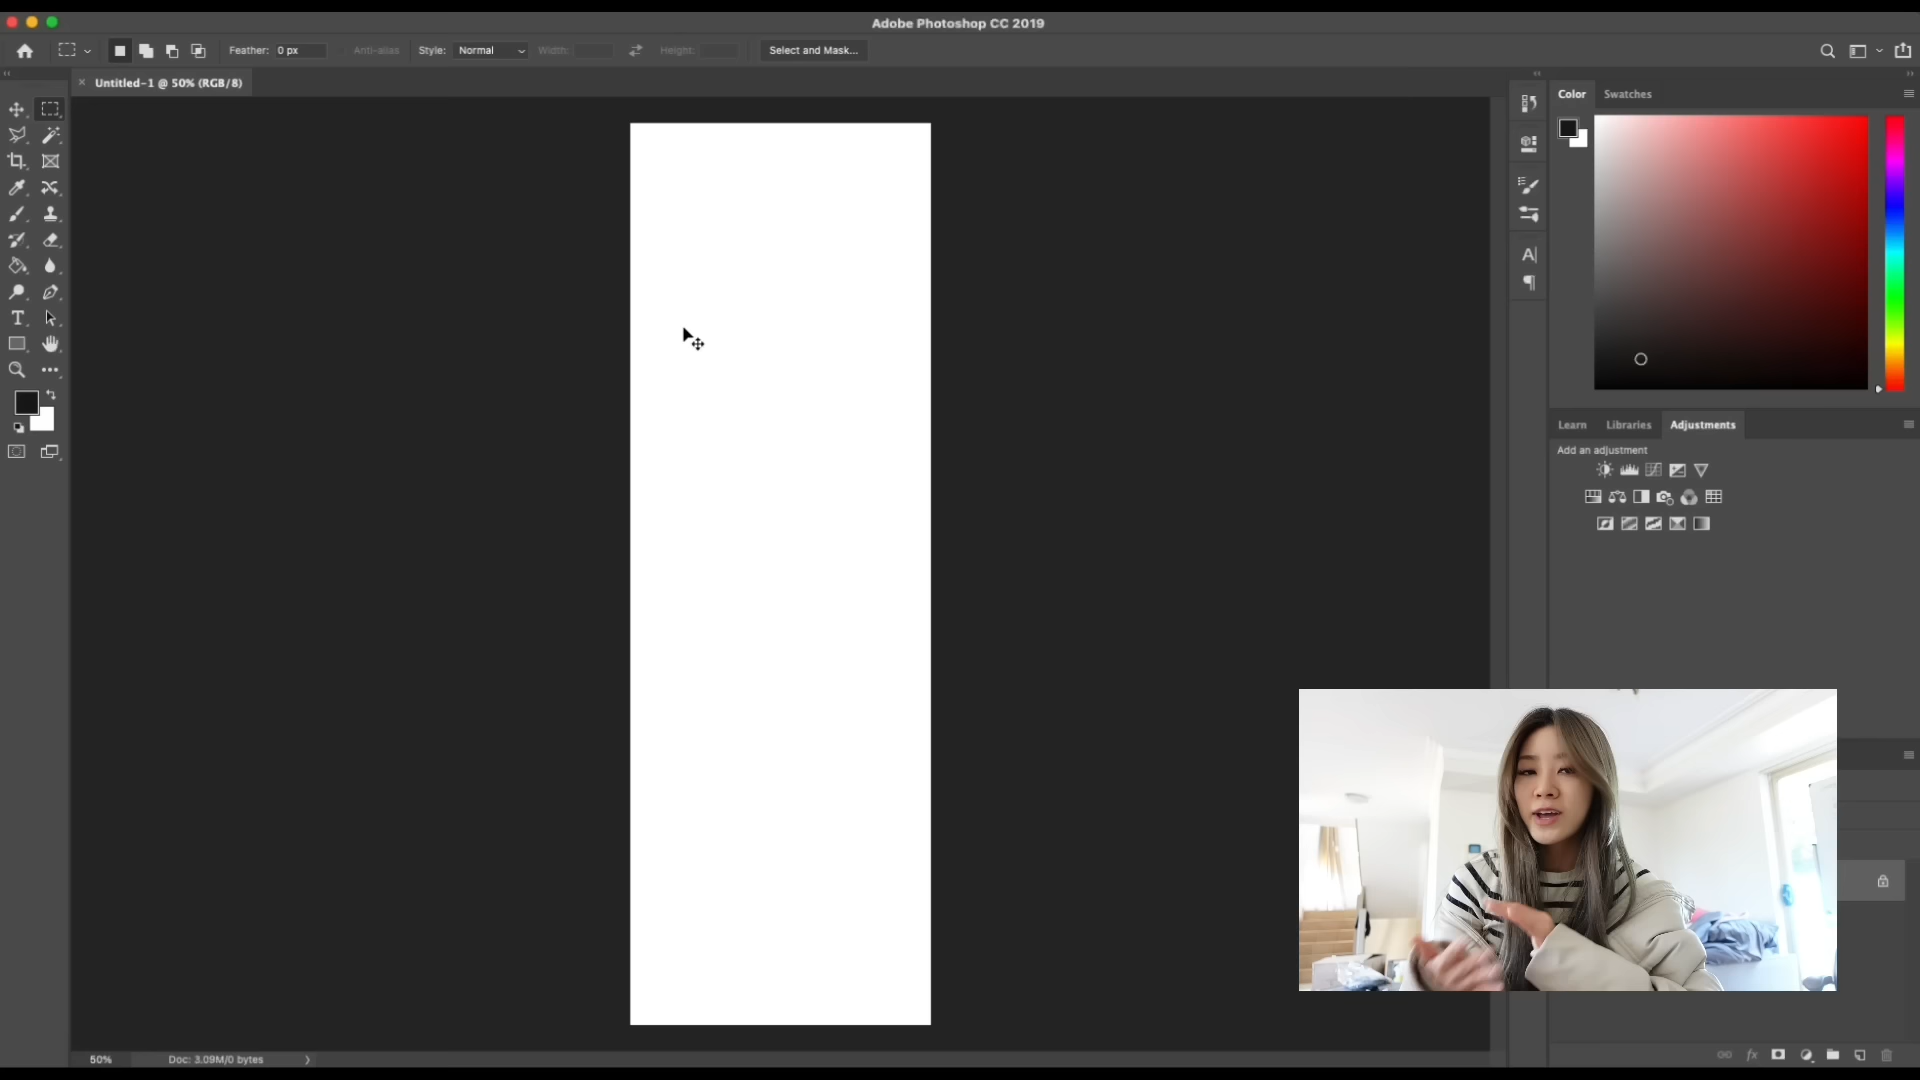 Adobe Photoshop CC 2019
Feather: 0 px Anti-alias Style: Normal Width: Height: Select and Mask...
Untitled-1 @ 50% (RGB/8)
Color Swatches
Learn Libraries Adjustments
Add an adjustment
50% Doc: 3.09M/0 bytes